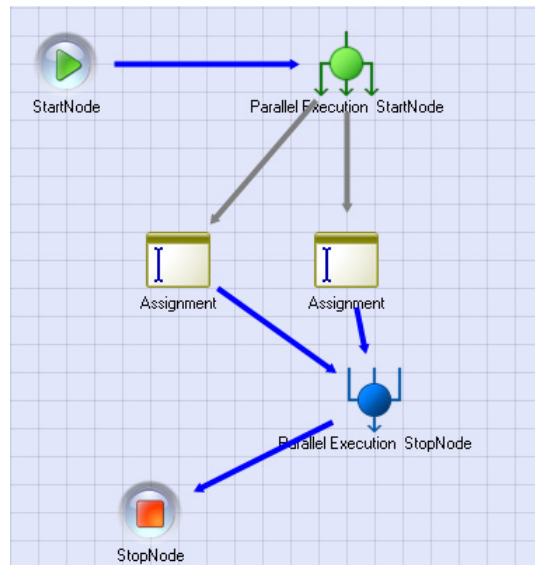 StartNode
Parallel Execution StartNode
Assignment
Assignment
Parallel Execution StopNode
StopNode